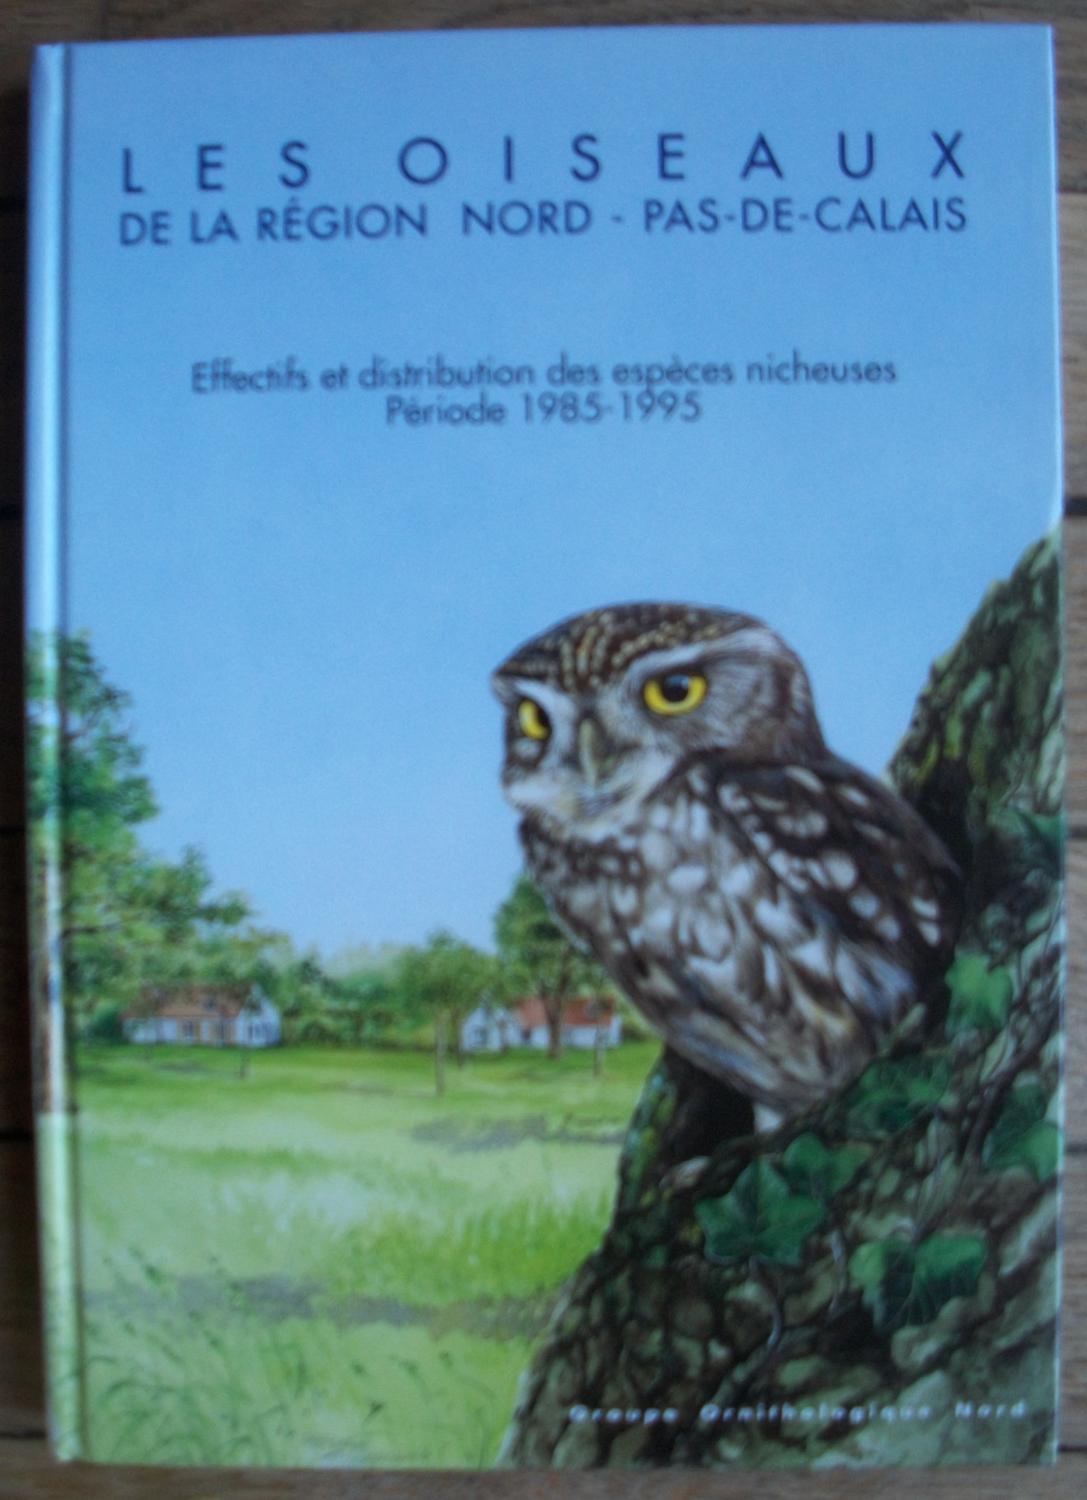 LES OISEAUX
DE LA RÉGION NORD - PAS-DE-CALAIS
Effectifs et distribution des espèces nicheuses
Période 1985-1995
Groupe Ornithologique Nord